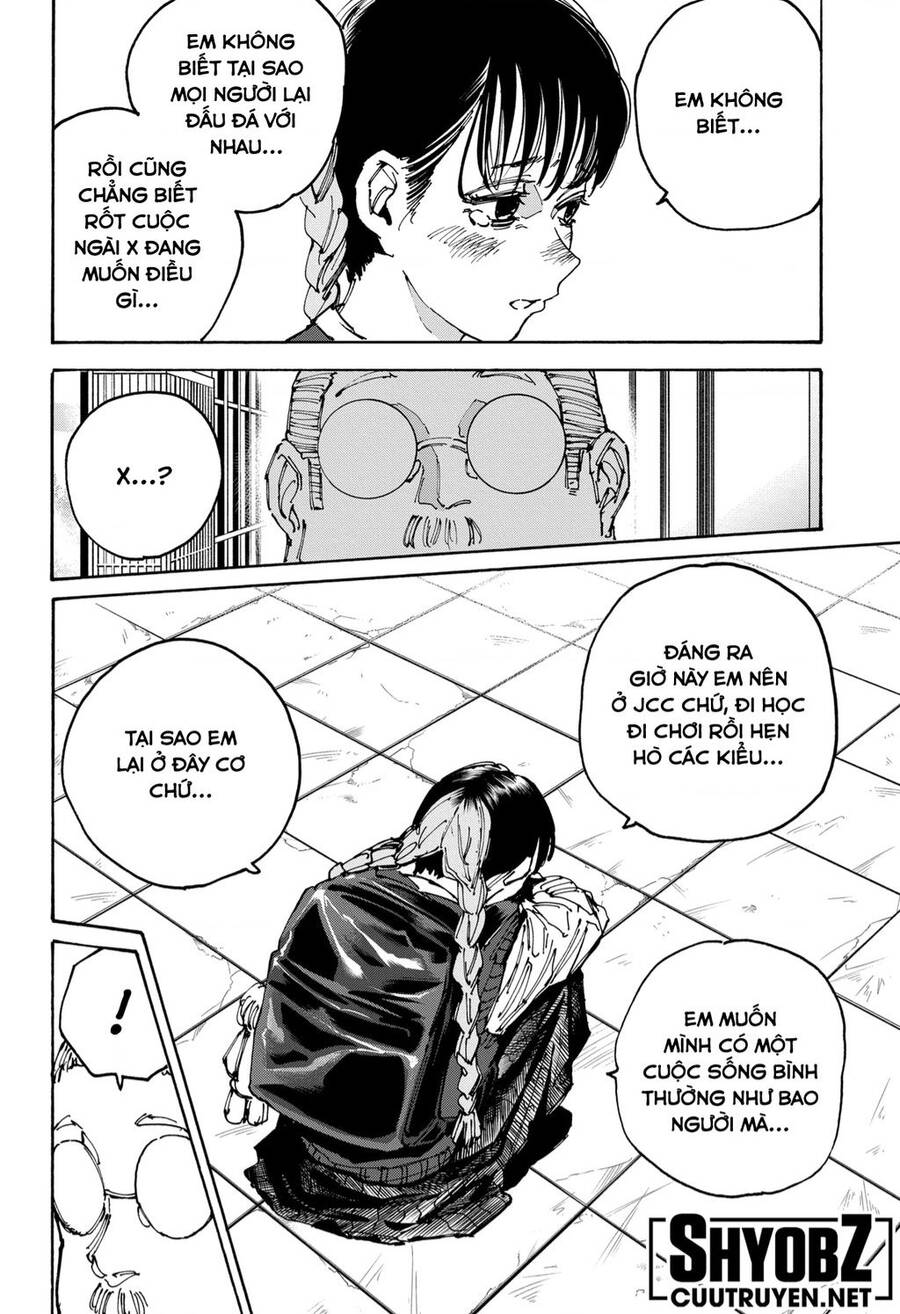 EM KHÔNG
BIẾT...
EM KHÔNG
BIẾT TẠI SAO
MỌI NGƯỜI LẠI
ĐẤU ĐÁ VỚI
NHAU...
RỒI CŨNG
CHẲNG BIẾT
RỐT CUỘC
NGÀI X ĐANG
MUỐN ĐIỀU
GÌ...
X...?
ĐÁNG RA
GIỜ NÀY EM NÊN
Ở JCC CHỨ, ĐI HỌC
ĐI CHƠI RỒI HẸN
HÒ CÁC KIỂU...
TẠI SAO EM
LẠI Ở ĐÂY CƠ
CHỨ...
EM MUỐN
MÌNH CÓ MỘT
CUỘC SỐNG BÌNH
THƯỜNG NHƯ BAO
NGƯỜI MÀ...
!
SHYOBZ
CUUTRUYEN.NET